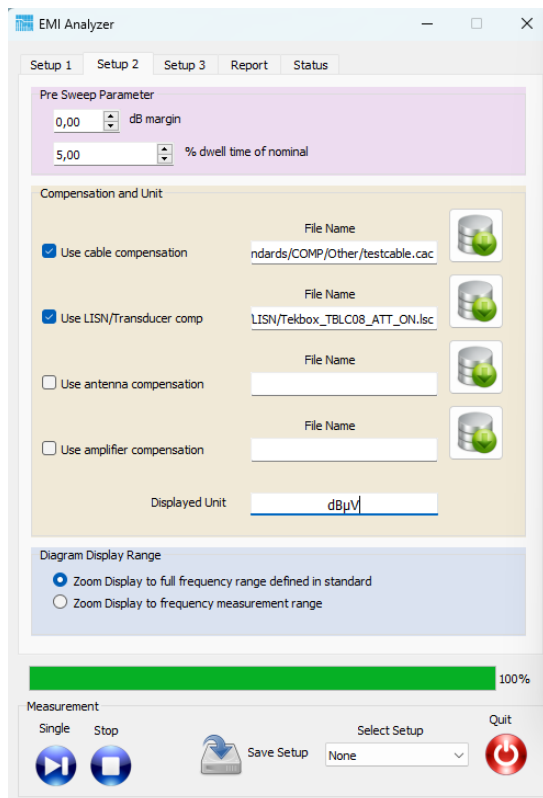 EMI Analyzer
Setup 1 Setup 2 Setup 3 Report Status
Pre Sweep Parameter
0,00 dB margin
5,00 % dwell time of nominal
Compensation and Unit
File Name
Use cable compensation ndards/COMP/Other/testcable.cac
File Name
Use LISN/Transducer comp LISN/Tekbox_TBLC08_ATT_ON.lsc
File Name
Use antenna compensation
File Name
Use amplifier compensation
Displayed Unit dBµV
Diagram Display Range
Zoom Display to full frequency range defined in standard
Zoom Display to frequency measurement range
100%
Measurement
Single Stop Select Setup Quit
Save Setup None